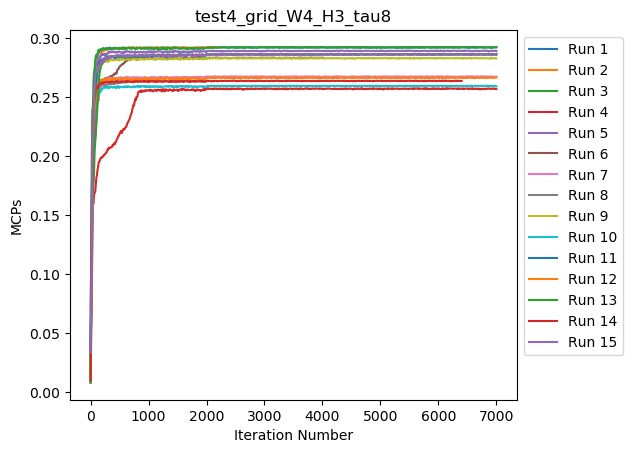 test4_grid_W4_H3_tau8
MCPs
0.30
0.25
0.20
0.15
0.10
0.05
0.00
0
1000
2000
3000
4000
5000
6000
7000
Iteration Number
Run 1
Run 2
Run 3
Run 4
Run 5
Run 6
Run 7
Run 8
Run 9
Run 10
Run 11
Run 12
Run 13
Run 14
Run 15